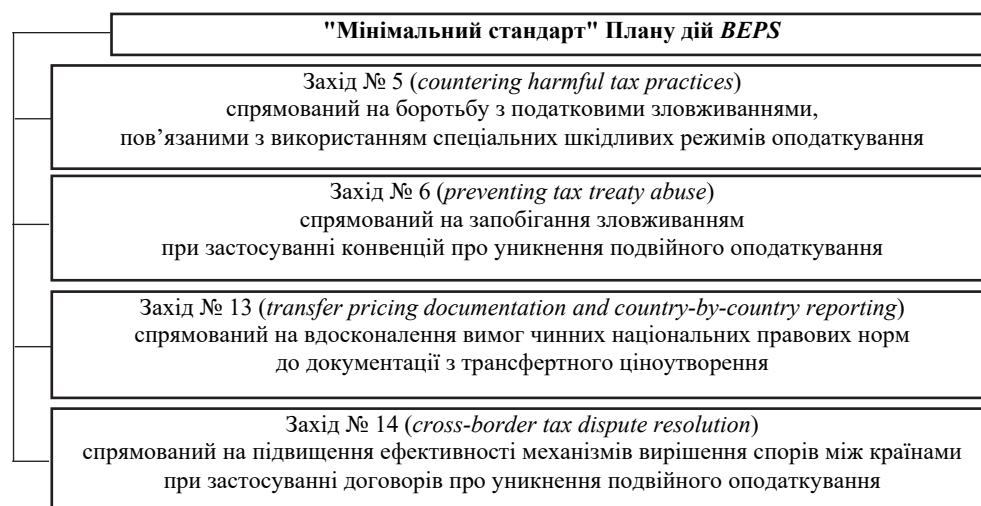 "Мінімальний стандарт" Плану дій BEPS
Захід № 5 (countering harmful tax practices)
спрямований на боротьбу з податковими зловживаннями,
пов’язаними з використанням спеціальних шкідливих режимів оподаткування
Захід № 6 (preventing tax treaty abuse)
спрямований на запобігання зловживанням
при застосуванні конвенцій про уникнення подвійного оподаткування
Захід № 13 (transfer pricing documentation and country-by-country reporting)
спрямований на вдосконалення вимог чинних національних правових норм
до документації з трансфертного ціноутворення
Захід № 14 (cross-border tax dispute resolution)
спрямований на підвищення ефективності механізмів вирішення спорів між країнами
при застосуванні договорів про уникнення подвійного оподаткування